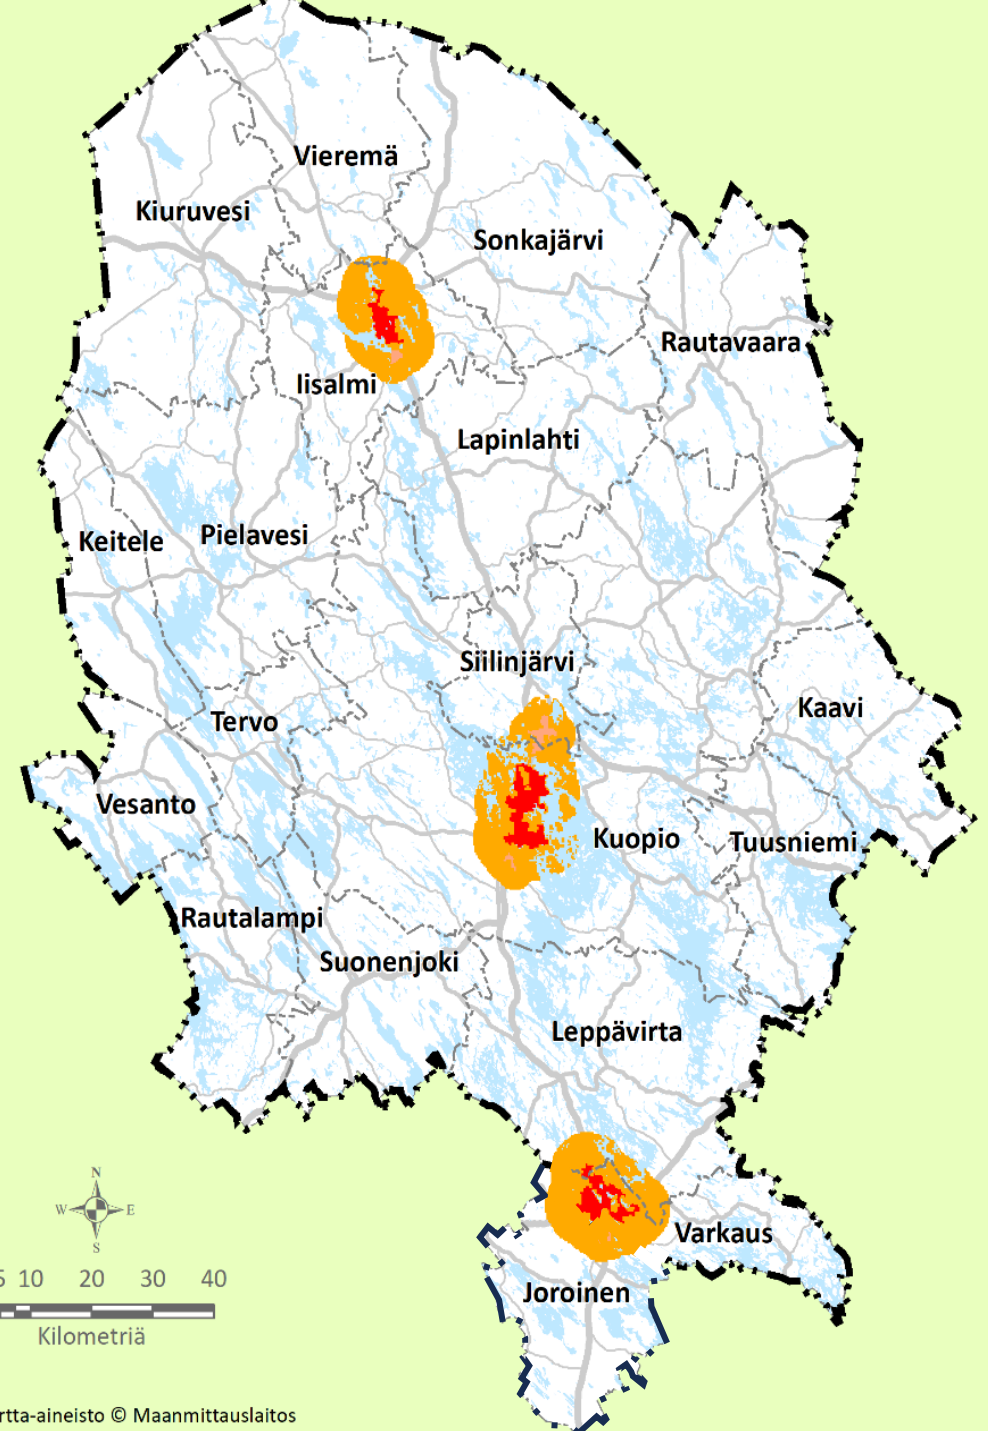 Vieremä
Kiuruvesi
Sonkajärvi
Rautavaara
Iisalmi
Lapinlahti
Keitele
Pielavesi
Siilinjärvi
Kaavi
Tervo
Vesanto
Kuopio
Tuusniemi
Rautalampi
Suonenjoki
Leppävirta
N
W E
S
Varkaus
5 10 20 30 40
Joroinen
Kilometriä
rtta-aineisto © Maanmittauslaitos